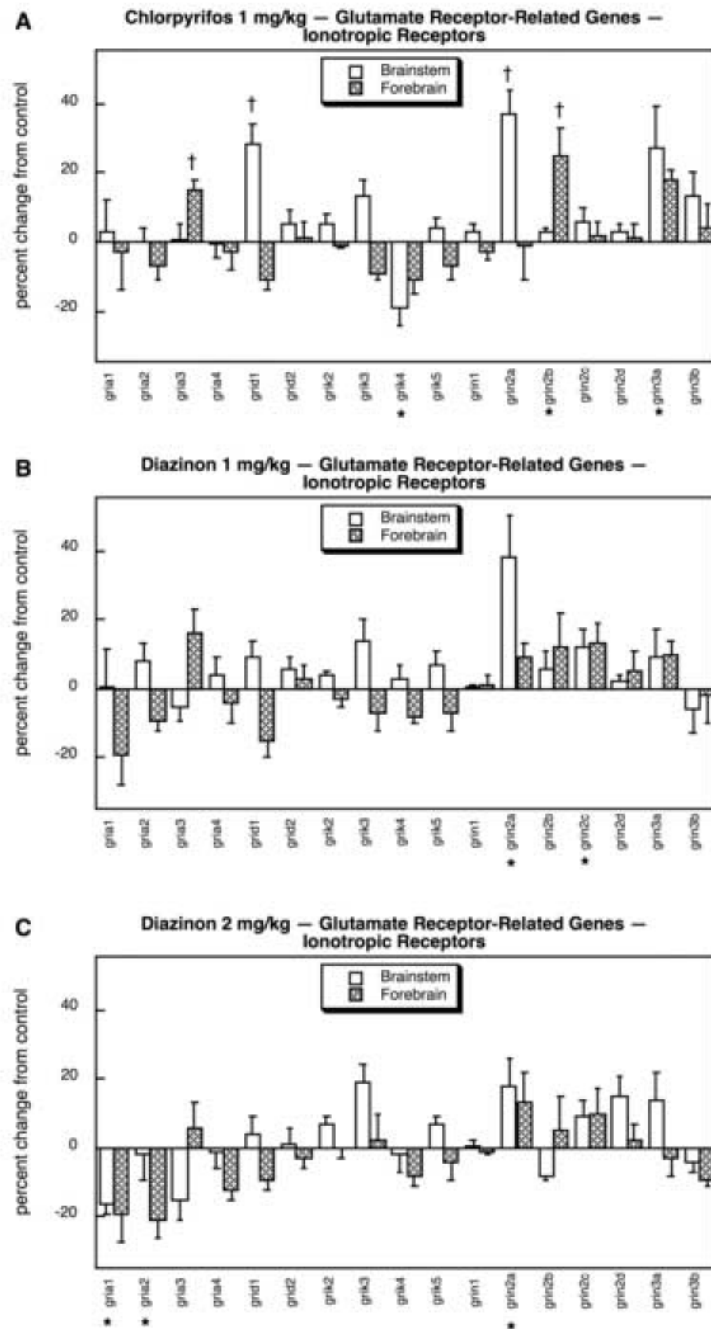 A
Chlorpyrifos 1 mg/kg — Glutamate Receptor-Related Genes —
Ionotropic Receptors
Brainstem
Forebrain
percent change from control
40
20
0
-20
† † † † †
gria1 gria2 gria3 gria4 grid1 grid2 grik2 grik3 grik4 grik5 grin1 grin2a grin2b grin2c grin2d grin3a grin3b
* * *
B
Diazinon 1 mg/kg — Glutamate Receptor-Related Genes —
Ionotropic Receptors
Brainstem
Forebrain
percent change from control
40
20
0
-20
gria1 gria2 gria3 gria4 grid1 grid2 grik2 grik3 grik4 grik5 grin1 grin2a grin2b grin2c grin2d grin3a grin3b
* *
C
Diazinon 2 mg/kg — Glutamate Receptor-Related Genes —
Ionotropic Receptors
Brainstem
Forebrain
percent change from control
40
20
0
-20
gria1 gria2 gria3 gria4 grid1 grid2 grik2 grik3 grik4 grik5 grin1 grin2a grin2b grin2c grin2d grin3a grin3b
* * *